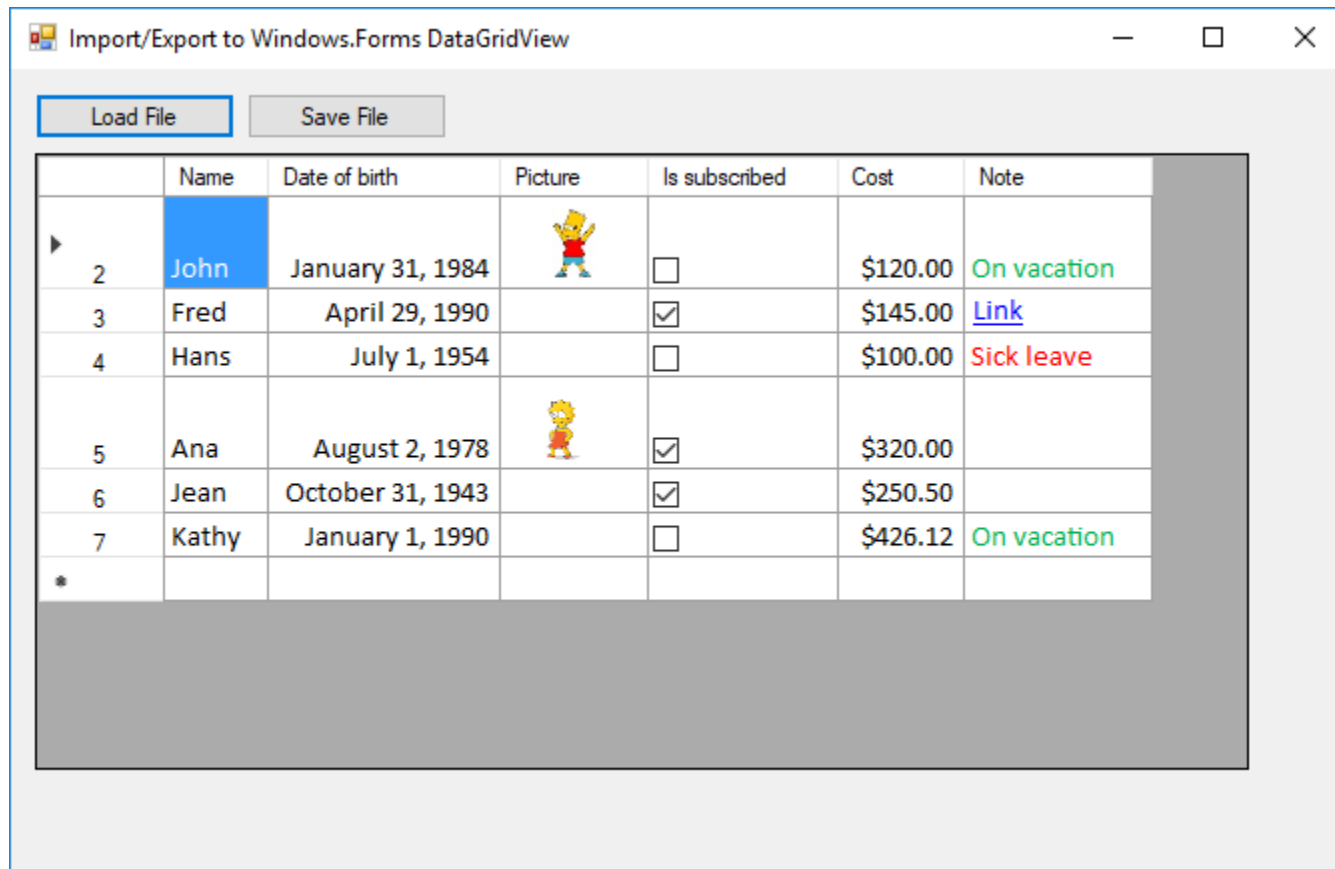 Import/Export to Windows.Forms DataGridView
Load File Save File
Name Date of birth Picture Is subscribed Cost Note
2 John January 31, 1984 $120.00 On vacation
3 Fred April 29, 1990 $145.00 Link
4 Hans July 1, 1954 $100.00 Sick leave
5 Ana August 2, 1978 $320.00
6 Jean October 31, 1943 $250.50
7 Kathy January 1, 1990 $426.12 On vacation